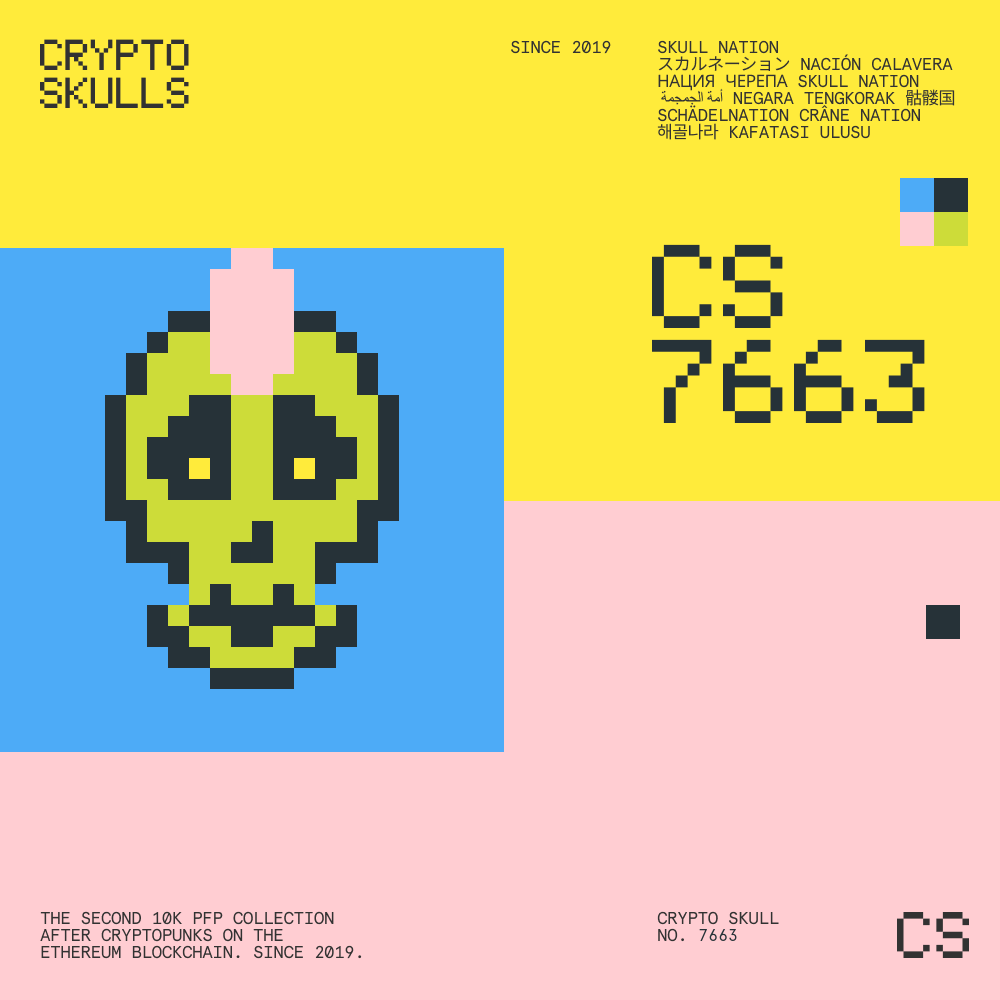 CRYPTO
SKULLS
SINCE 2019
SKULL NATION
スカルネーション NACIÓN CALAVERA
НАЦИЯ ЧЕРЕПА SKULL NATION
أمة الجمجمة NEGARA TENGKORAK 骷髅国
SCHÄDELNATION CRÂNE NATION
해골나라 KAFATASI ULUSU
CS
7663
THE SECOND 10K PFP COLLECTION
AFTER CRYPTOPUNKS ON THE
ETHEREUM BLOCKCHAIN. SINCE 2019.
CRYPTO SKULL
NO. 7663
CS